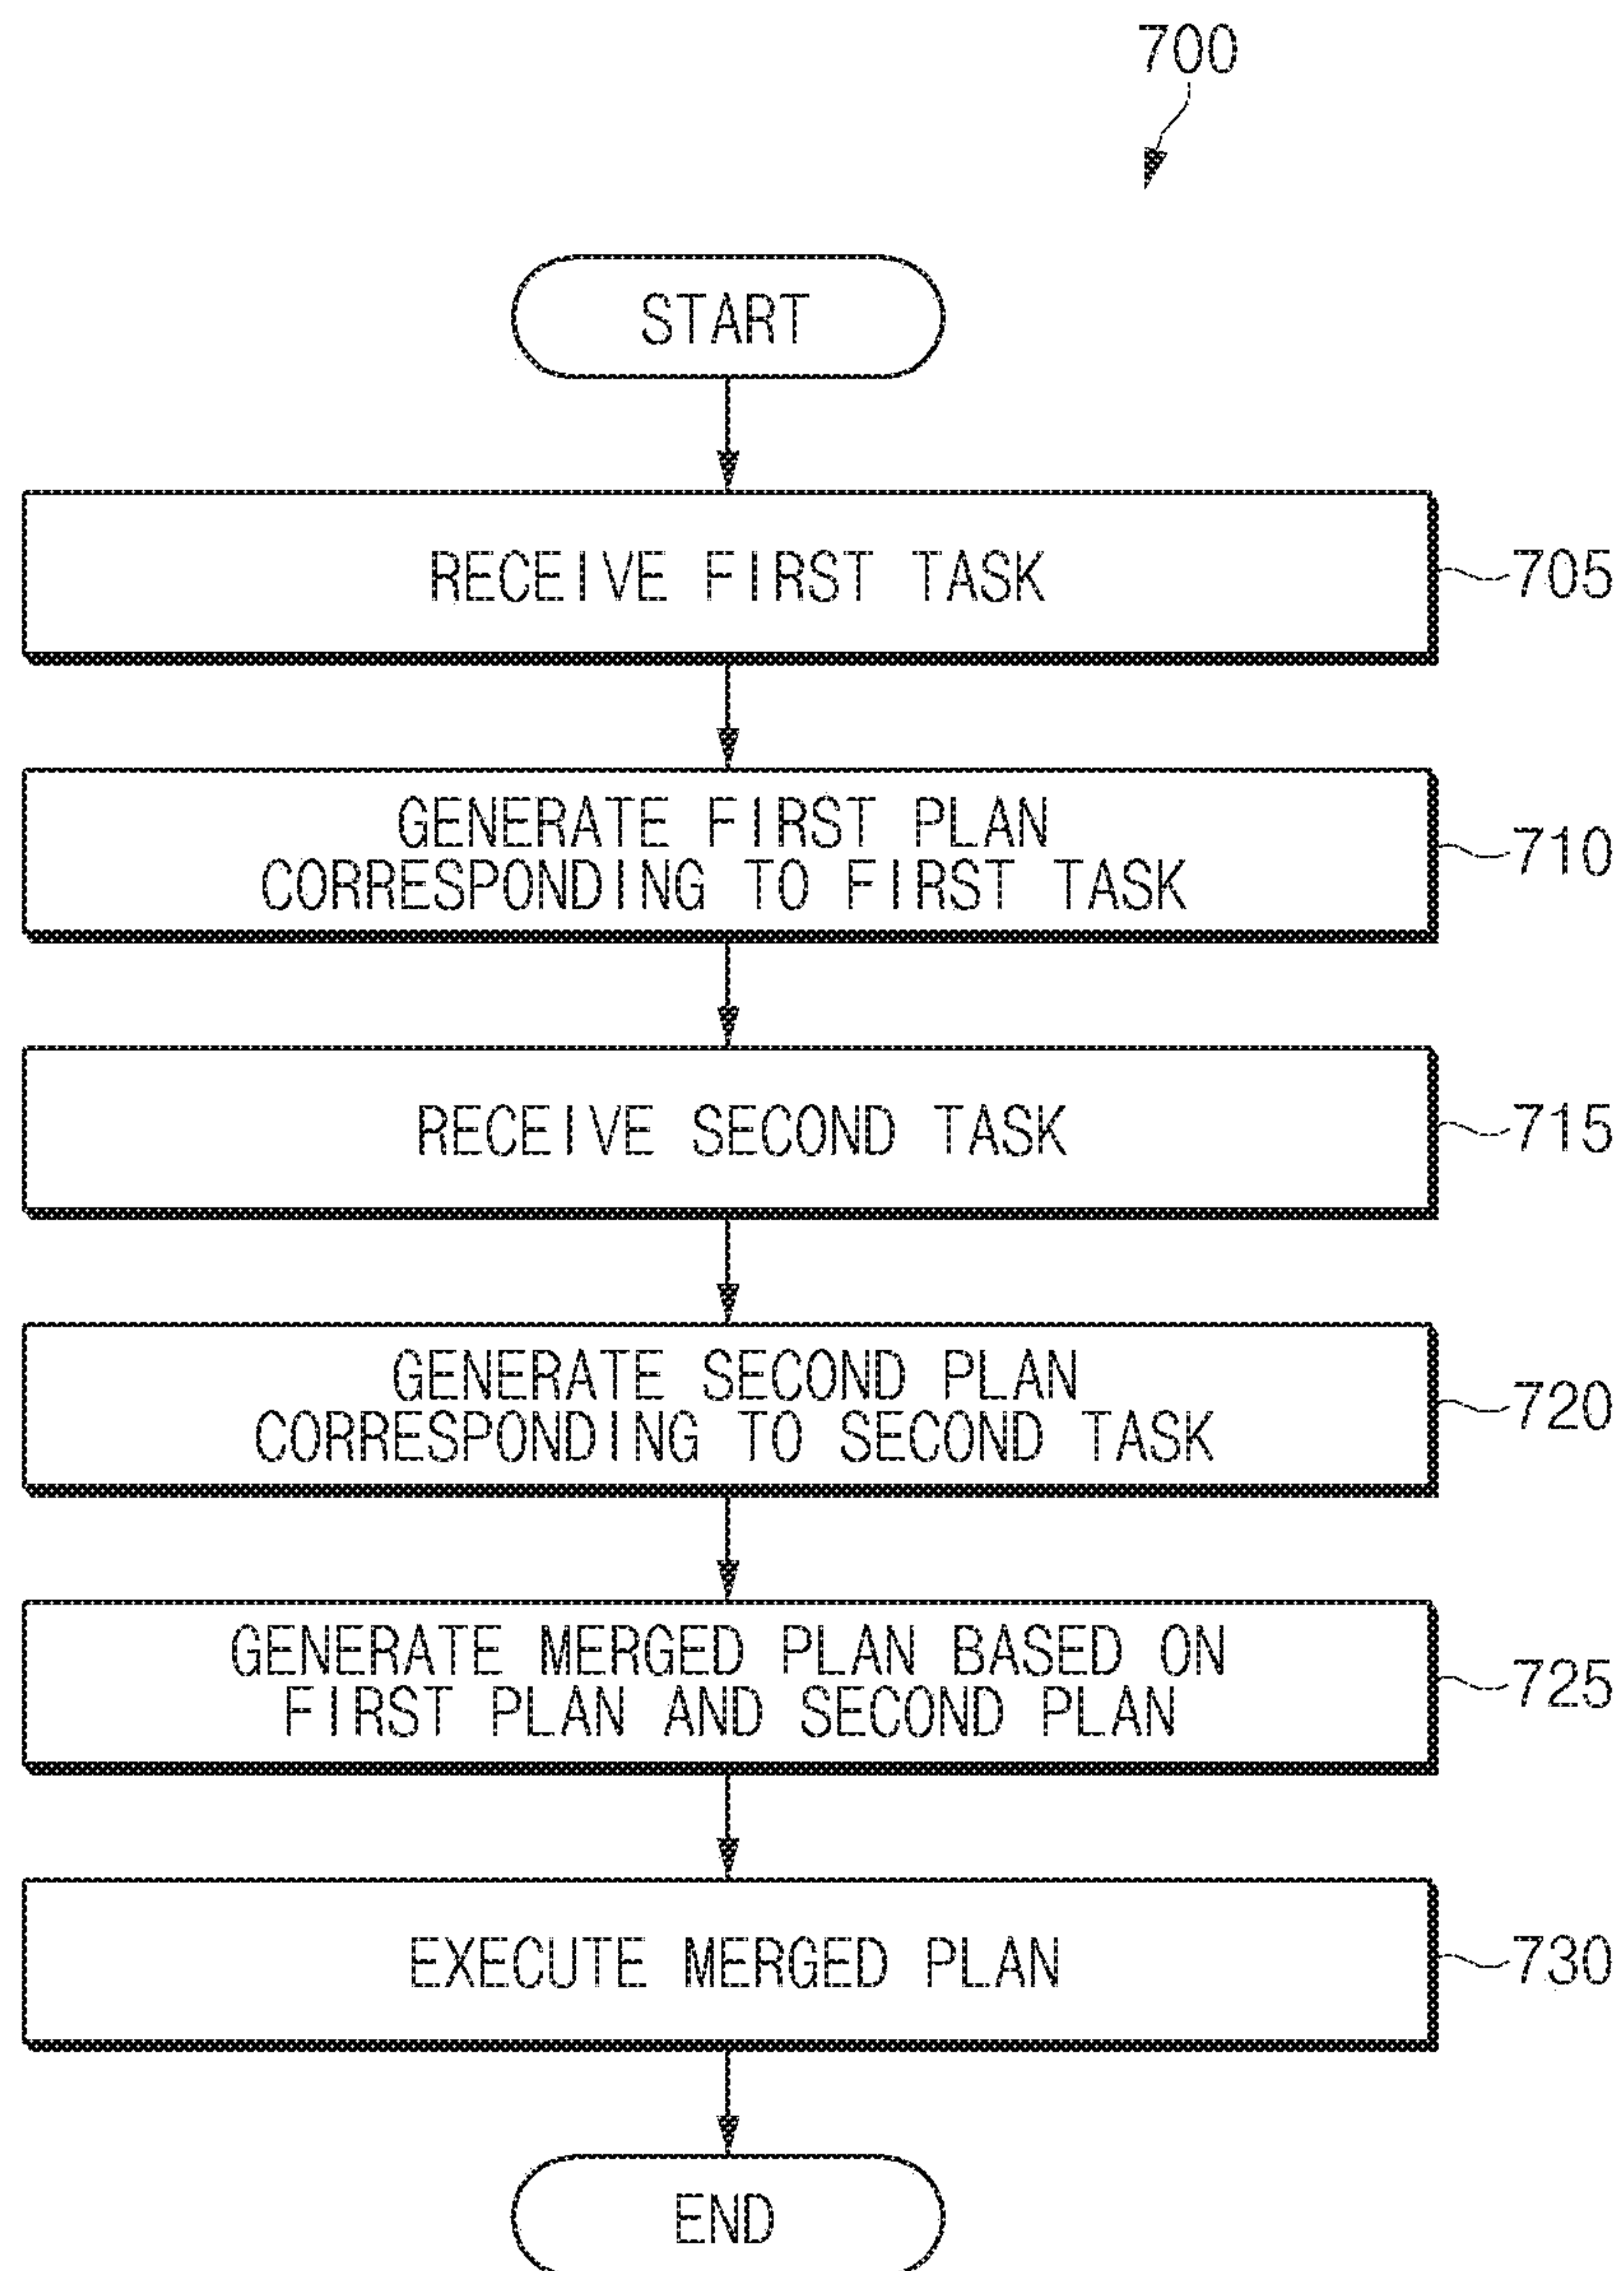 700
START
RECEIVE FIRST TASK
705
GENERATE FIRST PLAN
CORRESPONDING TO FIRST TASK
710
RECEIVE SECOND TASK
715
GENERATE SECOND PLAN
CORRESPONDING TO SECOND TASK
720
GENERATE MERGED PLAN BASED ON
FIRST PLAN AND SECOND PLAN
725
EXECUTE MERGED PLAN
730
END